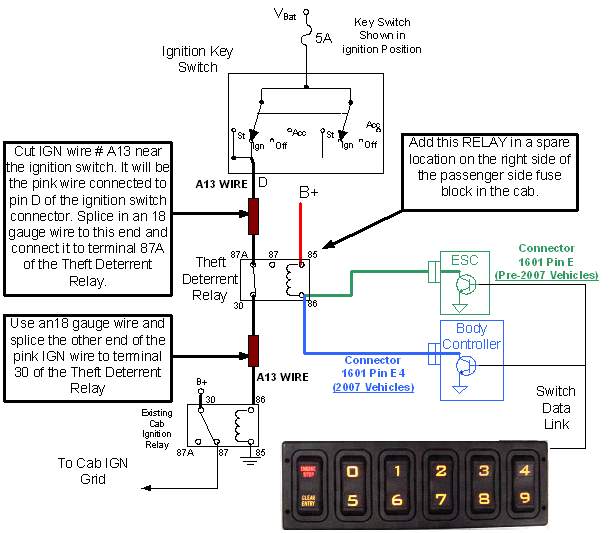 VBat
5A
Key Switch
Shown in
ignition Position
Ignition Key
Switch
St
Ign
Off
Acc
St
Ign
Off
Acc
Cut IGN wire # A13 near
the ignition switch. It will be
the pink wire connected to
pin D of the ignition switch
connector. Splice in an 18
gauge wire to this end and
connect it to terminal 87A
of the Theft Deterrent
Relay.
A13 WIRE
D
B+
Add this RELAY in a spare
location on the right side of
the passenger side fuse
block in the cab.
87A
87
85
Theft
Deterrent
Relay
30
86
ESC
Connector
1601 Pin E
(Pre-2007 Vehicles)
Use an18 gauge wire and
splice the other end of the
pink IGN wire to terminal
30 of the Theft Deterrent
Relay
A13 WIRE
Body
Controller
Connector
1601 Pin E4
(2007 Vehicles)
Switch
Data
Link
B+
30
86
Existing
Cab
Ignition
Relay
87A
87
85
To Cab IGN
Grid
ENGINE
STOP
0
1
2
3
4
CLEAR
ENTRY
5
6
7
8
9